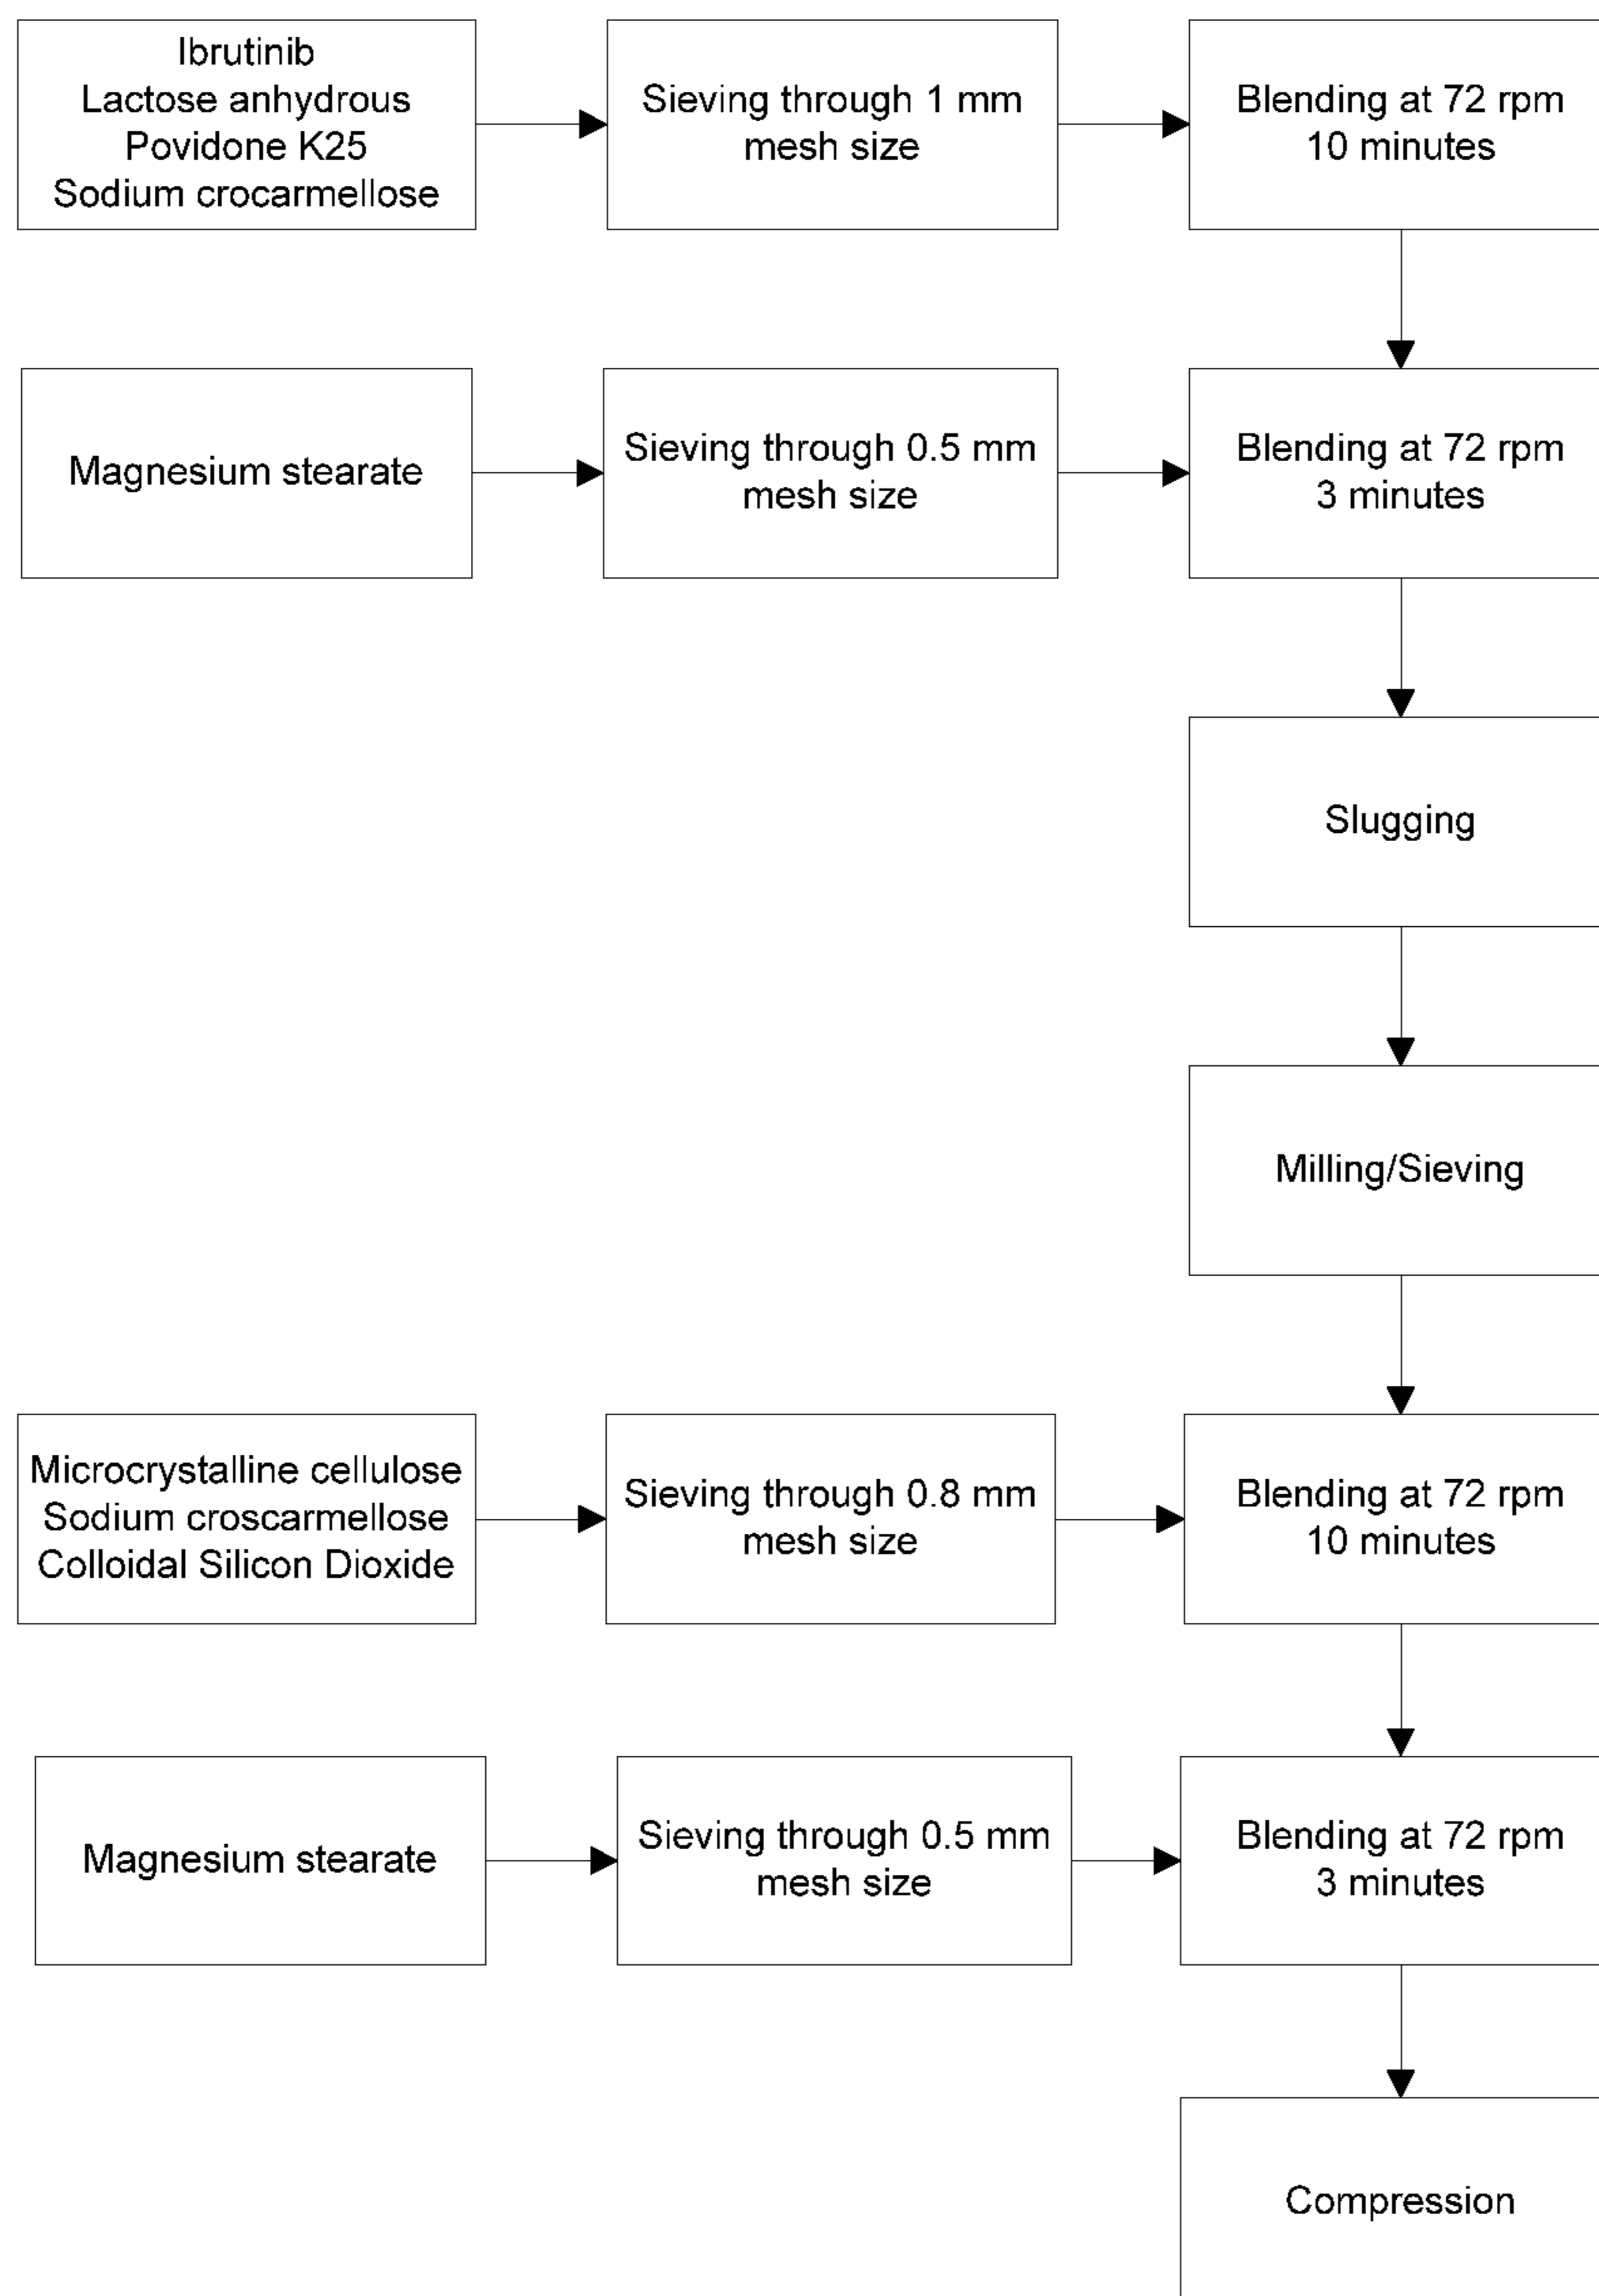 Ibrutinib
Lactose anhydrous
Povidone K25
Sodium crocarmellose
Sieving through 1 mm
mesh size
Blending at 72 rpm
10 minutes
Magnesium stearate
Sieving through 0.5 mm
mesh size
Blending at 72 rpm
3 minutes
Slugging
Milling/Sieving
Microcrystalline cellulose
Sodium croscarmellose
Colloidal Silicon Dioxide
Sieving through 0.8 mm
mesh size
Blending at 72 rpm
10 minutes
Magnesium stearate
Sieving through 0.5 mm
mesh size
Blending at 72 rpm
3 minutes
Compression